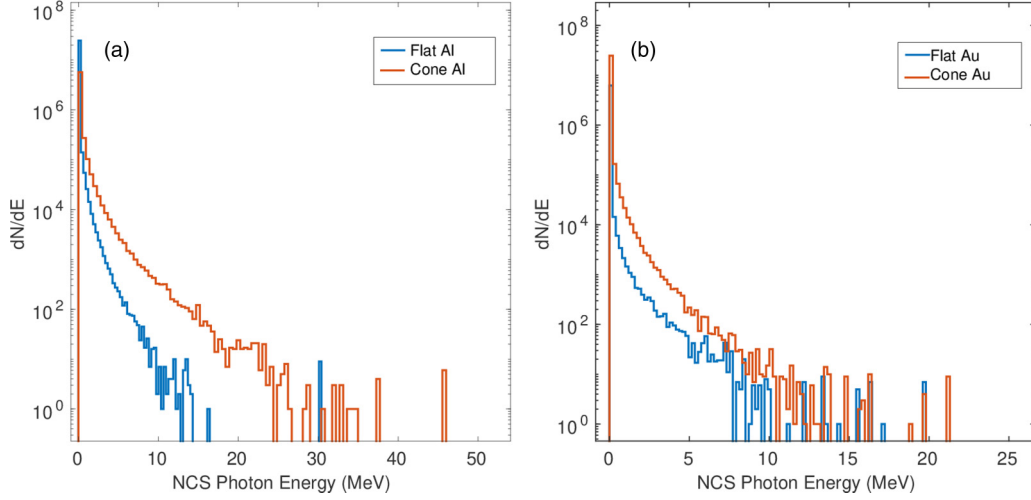 (a)
Flat Al
Cone Al
10^8
10^6
10^4
10^2
10^0
dN/dE
0 10 20 30 40 50
NCS Photon Energy (MeV)
(b)
Flat Au
Cone Au
10^8
10^6
10^4
10^2
10^0
dN/dE
0 5 10 15 20 25
NCS Photon Energy (MeV)